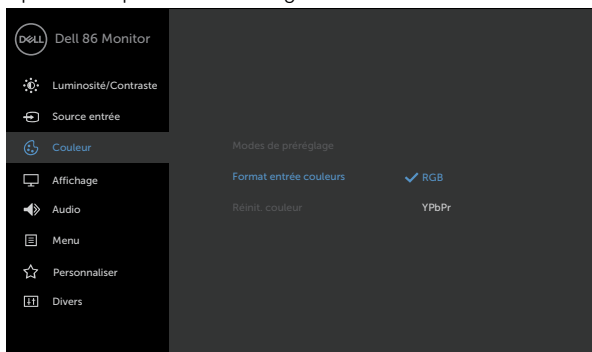 DELL
Dell 86 Monitor
Luminosité/Contraste
Source entrée
Couleur
Modes de préréglage
Affichage
Format entrée couleurs
RGB
Audio
Réinit. couleur
YPbPr
Menu
Personnaliser
Divers